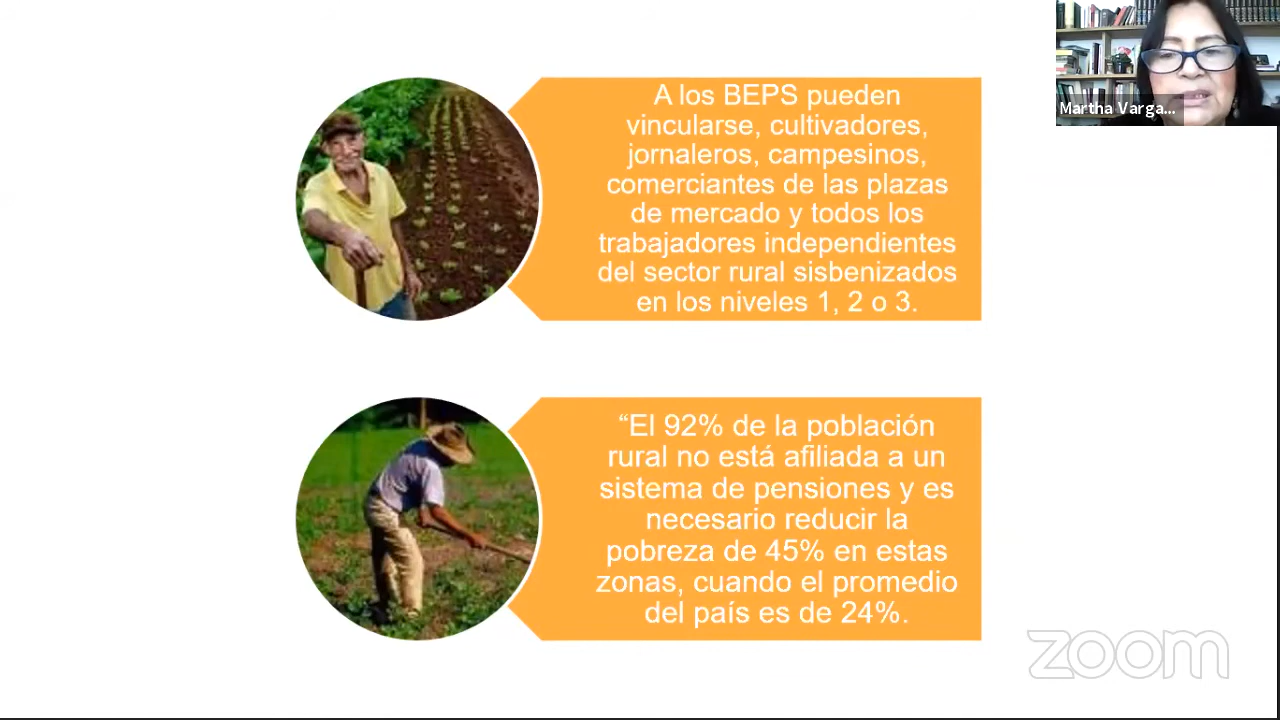 A los BEPS pueden
vincularse, cultivadores,
jornaleros, campesinos,
comerciantes de las plazas
de mercado y todos los
trabajadores independientes
del sector rural sisbenizados
en los niveles 1, 2 o 3.
“El 92% de la población
rural no está afiliada a un
sistema de pensiones y es
necesario reducir la
pobreza de 45% en estas
zonas, cuando el promedio
del país es de 24%.
Martha Varga...
zoom